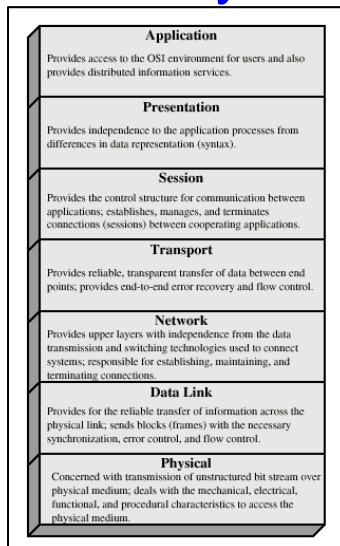 Application
Provides access to the OSI environment for users and also
provides distributed information services.
Presentation
Provides independence to the application processes from
differences in data representation (syntax).
Session
Provides the control structure for communication between
applications; establishes, manages, and terminates
connections (sessions) between cooperating applications.
Transport
Provides reliable, transparent transfer of data between end
points; provides end-to-end error recovery and flow control.
Network
Provides upper layers with independence from the data
transmission and switching technologies used to connect
systems; responsible for establishing, maintaining, and
terminating connections.
Data Link
Provides for the reliable transfer of information across the
physical link; sends blocks (frames) with the necessary
synchronization, error control, and flow control.
Physical
Concerned with transmission of unstructured bit stream over
physical medium; deals with the mechanical, electrical,
functional, and procedural characteristics to access the
physical medium.